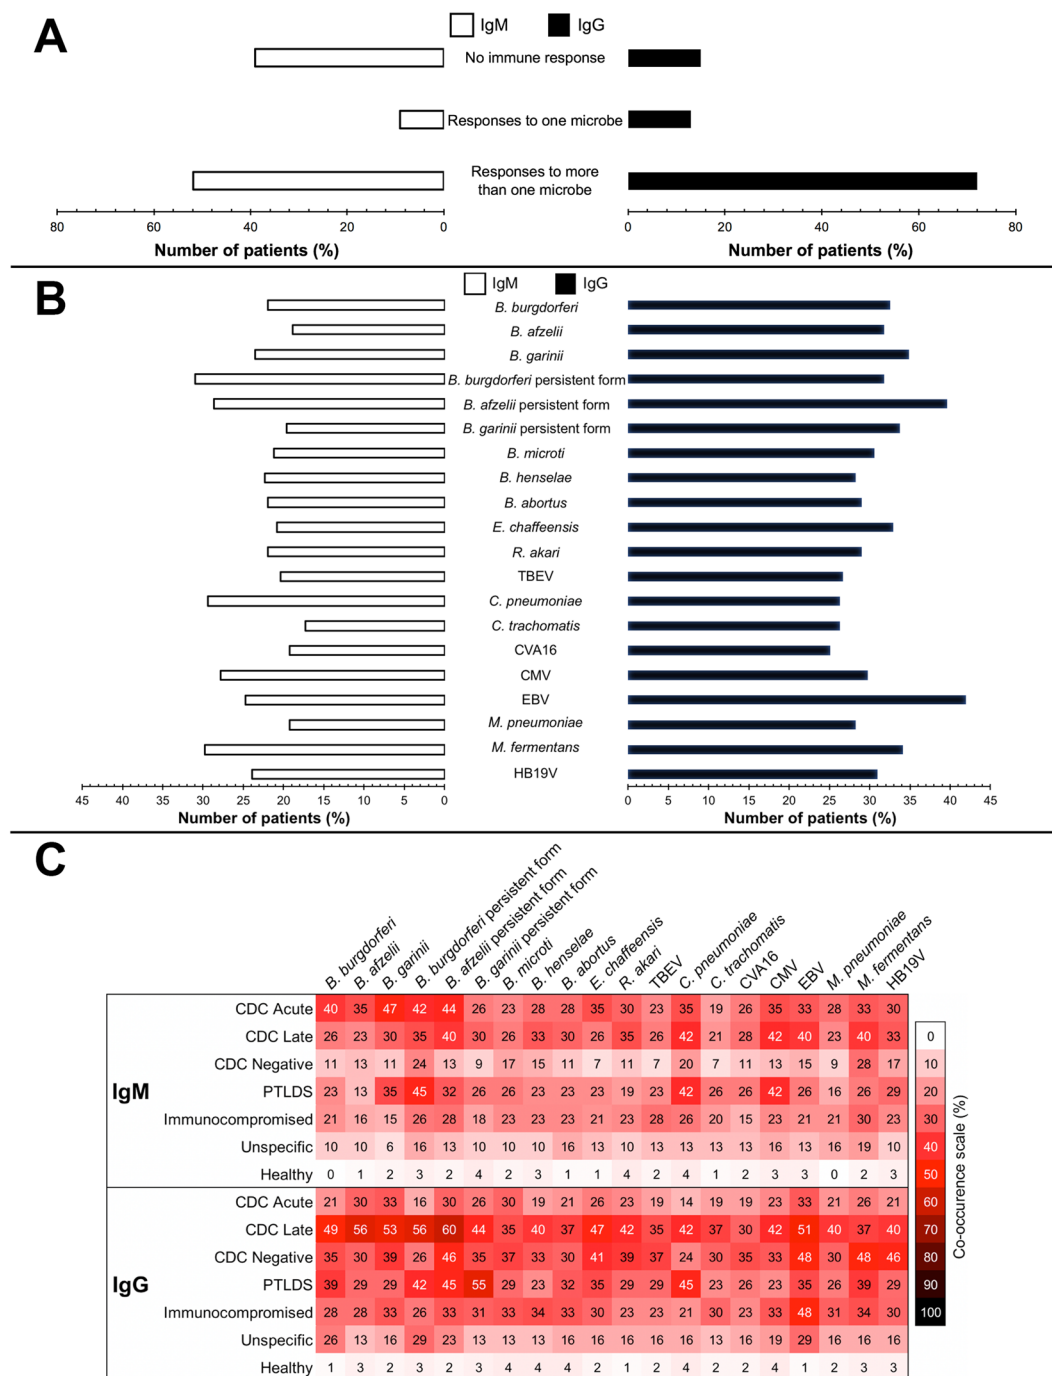 A
IgM IgG
No immune response
Responses to one microbe
Responses to more
than one microbe
80 60 40 20 0
0 20 40 60 80
Number of patients (%)
Number of patients (%)
B
IgM IgG
B. burgdorferi
B. afzelii
B. garinii
B. burgdorferi persistent form
B. afzelii persistent form
B. garinii persistent form
B. microti
B. henselae
B. abortus
E. chaffeensis
R. akari
TBEV
C. pneumoniae
C. trachomatis
CVA16
CMV
EBV
M. pneumoniae
M. fermentans
HB19V
45 40 35 30 25 20 15 10 5 0
0 5 10 15 20 25 30 35 40 45
Number of patients (%)
Number of patients (%)
C
B. burgdorferi
B. afzelii
B. garinii
B. burgdorferi persistent form
B. afzelii persistent form
B. garinii persistent form
B. microti
B. henselae
B. abortus
E. chaffeensis
R. akari
TBEV
C. pneumoniae
C. trachomatis
CVA16
CMV
EBV
M. pneumoniae
M. fermentans
HB19V
IgM
CDC Acute 40 35 47 42 44 26 23 28 28 35 30 23 35 19 26 35 33 28 33 30
CDC Late 26 23 30 35 40 30 26 33 30 26 35 26 42 21 28 42 40 23 40 33
CDC Negative 11 13 11 24 13 9 17 15 11 7 11 7 20 7 11 13 15 9 28 17
PTLDS 23 13 35 45 32 26 26 23 23 23 19 23 42 26 26 42 26 16 26 29
Immunocompromised 21 16 15 26 28 18 23 23 23 21 23 28 26 20 15 23 21 21 30 23
Unspecific 10 10 6 16 13 10 10 10 16 13 10 13 13 13 13 16 13 16 19 10
Healthy 0 1 2 3 2 4 2 3 1 1 4 2 4 1 2 3 3 0 2 3
IgG
CDC Acute 21 30 33 16 30 26 30 19 21 26 23 19 14 19 19 23 33 21 26 21
CDC Late 49 56 53 56 60 44 35 40 37 47 42 35 42 37 30 42 51 40 37 40
CDC Negative 35 30 39 26 46 35 37 33 30 41 39 37 24 30 35 33 48 30 48 46
PTLDS 39 29 29 42 45 55 29 23 32 35 29 29 45 23 26 23 35 26 39 29
Immunocompromised 28 28 33 26 33 31 33 34 33 30 23 23 21 30 23 33 48 31 34 30
Unspecific 26 13 16 29 23 13 13 13 16 16 16 16 16 13 16 19 29 16 16 16
Healthy 1 3 2 3 2 3 4 4 4 2 1 2 4 2 2 4 1 2 3 3
0
10
20
30
40
50
60
70
80
90
100
Co-occurence scale (%)